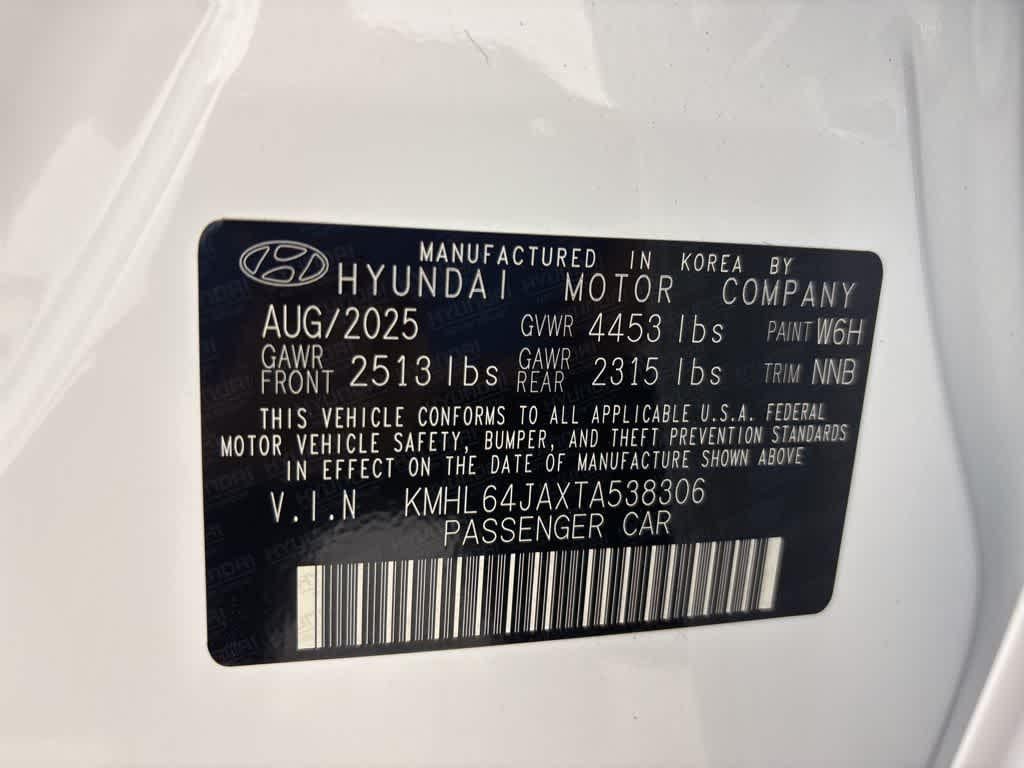 MANUFACTURED IN KOREA BY
HYUNDAI MOTOR COMPANY
AUG/2025 GVWR 4453 lbs PAINT W6H
GAWR FRONT 2513 lbs GAWR REAR 2315 lbs TRIM NNB
THIS VEHICLE CONFORMS TO ALL APPLICABLE U.S.A. FEDERAL
MOTOR VEHICLE SAFETY, BUMPER, AND THEFT PREVENTION STANDARDS
IN EFFECT ON THE DATE OF MANUFACTURE SHOWN ABOVE
V.I.N KMHL64JAXTA538306
PASSENGER CAR